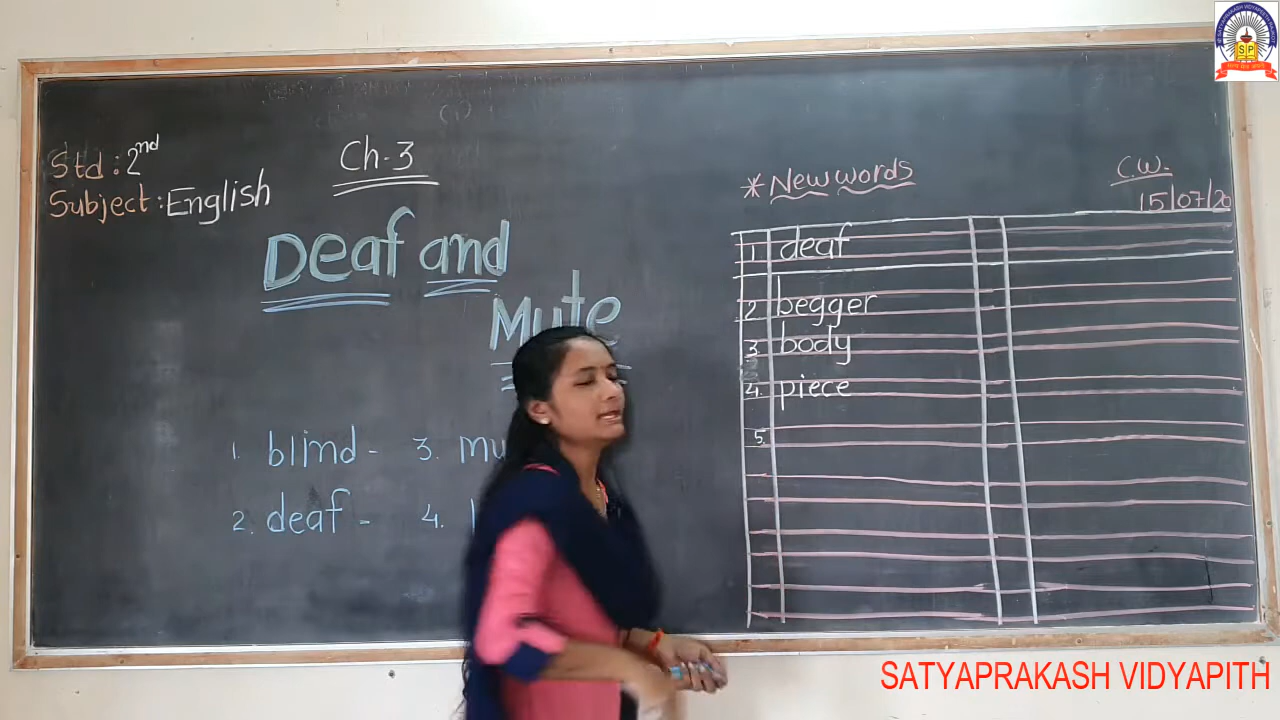 Std : 2nd
Subject : English
Ch-3
Deaf and
Mute
1. blind -
2. deaf -
3.
4.
* New words
C.W.
15/07/20
1 deaf
2 begger
3. body
4. piece
5.
SP
SATYAPRAKASH VIDYAPITH